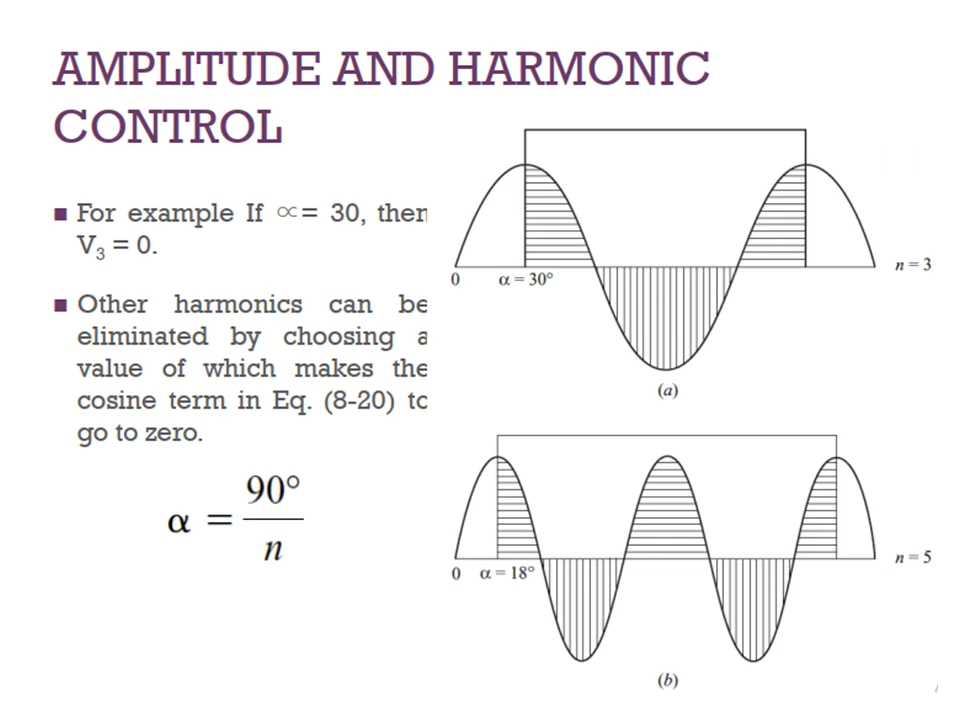 AMPLITUDE AND HARMONIC
CONTROL
■ For example If ∝= 30, then
V₃ = 0.
■ Other harmonics can be
eliminated by choosing a
value of which makes the
cosine term in Eq. (8-20) to
go to zero.
α = 90°/n
0 α = 30° n = 3
(a)
0 α = 18° n = 5
(b)